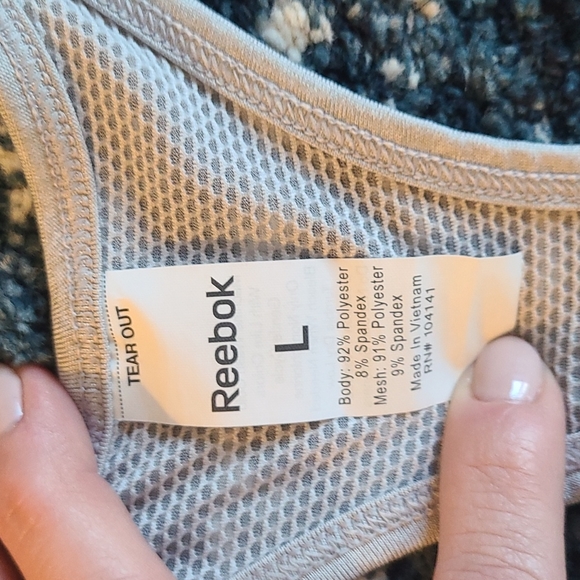 TEAR OUT
Reebok
L
Body: 92% Polyester
8% Spandex
Mesh: 91% Polyester
9% Spandex
Made In Vietnam
RN# 104141